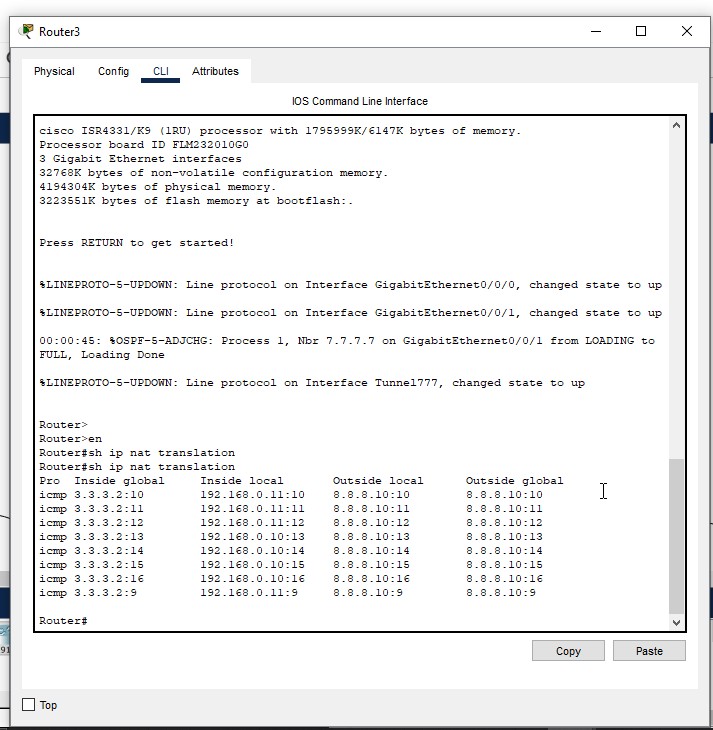 Router3
Physical Config CLI Attributes
IOS Command Line Interface
cisco ISR4331/K9 (1RU) processor with 1795999K/6147K bytes of memory.
Processor board ID FLM232010G0
3 Gigabit Ethernet interfaces
32768K bytes of non-volatile configuration memory.
4194304K bytes of physical memory.
3223551K bytes of flash memory at bootflash:.
Press RETURN to get started!
%LINEPROTO-5-UPDOWN: Line protocol on Interface GigabitEthernet0/0/0, changed state to up
%LINEPROTO-5-UPDOWN: Line protocol on Interface GigabitEthernet0/0/1, changed state to up
00:00:45: %OSPF-5-ADJCHG: Process 1, Nbr 7.7.7.7 on GigabitEthernet0/0/1 from LOADING to
FULL, Loading Done
%LINEPROTO-5-UPDOWN: Line protocol on Interface Tunnel777, changed state to up
Router>
Router>en
Router#sh ip nat translation
Router#sh ip nat translation
Pro Inside global Inside local Outside local Outside global
icmp 3.3.3.2:10 192.168.0.11:10 8.8.8.10:10 8.8.8.10:10
icmp 3.3.3.2:11 192.168.0.11:11 8.8.8.10:11 8.8.8.10:11
icmp 3.3.3.2:12 192.168.0.11:12 8.8.8.10:12 8.8.8.10:12
icmp 3.3.3.2:13 192.168.0.10:13 8.8.8.10:13 8.8.8.10:13
icmp 3.3.3.2:14 192.168.0.10:14 8.8.8.10:14 8.8.8.10:14
icmp 3.3.3.2:15 192.168.0.10:15 8.8.8.10:15 8.8.8.10:15
icmp 3.3.3.2:16 192.168.0.10:16 8.8.8.10:16 8.8.8.10:16
icmp 3.3.3.2:9 192.168.0.11:9 8.8.8.10:9 8.8.8.10:9
Router#
Copy Paste
Top